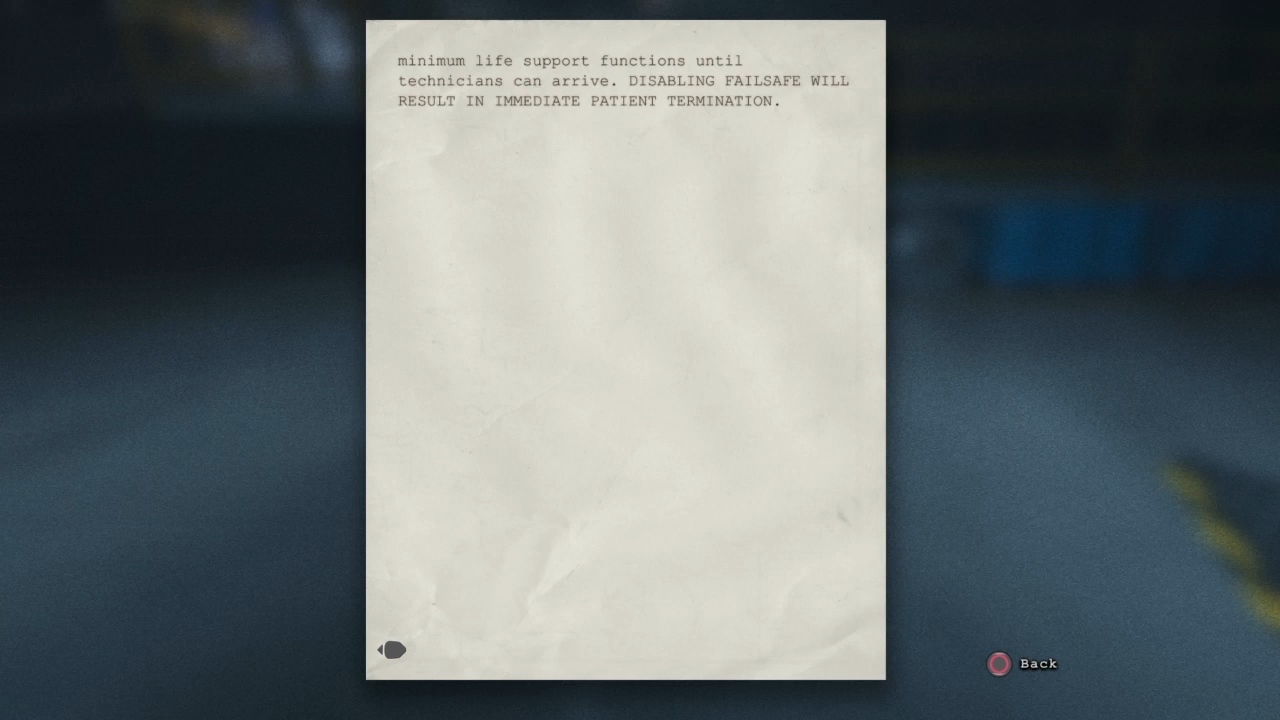 minimum life support functions until
technicians can arrive. DISABLING FAILSAFE WILL
RESULT IN IMMEDIATE PATIENT TERMINATION.
Back